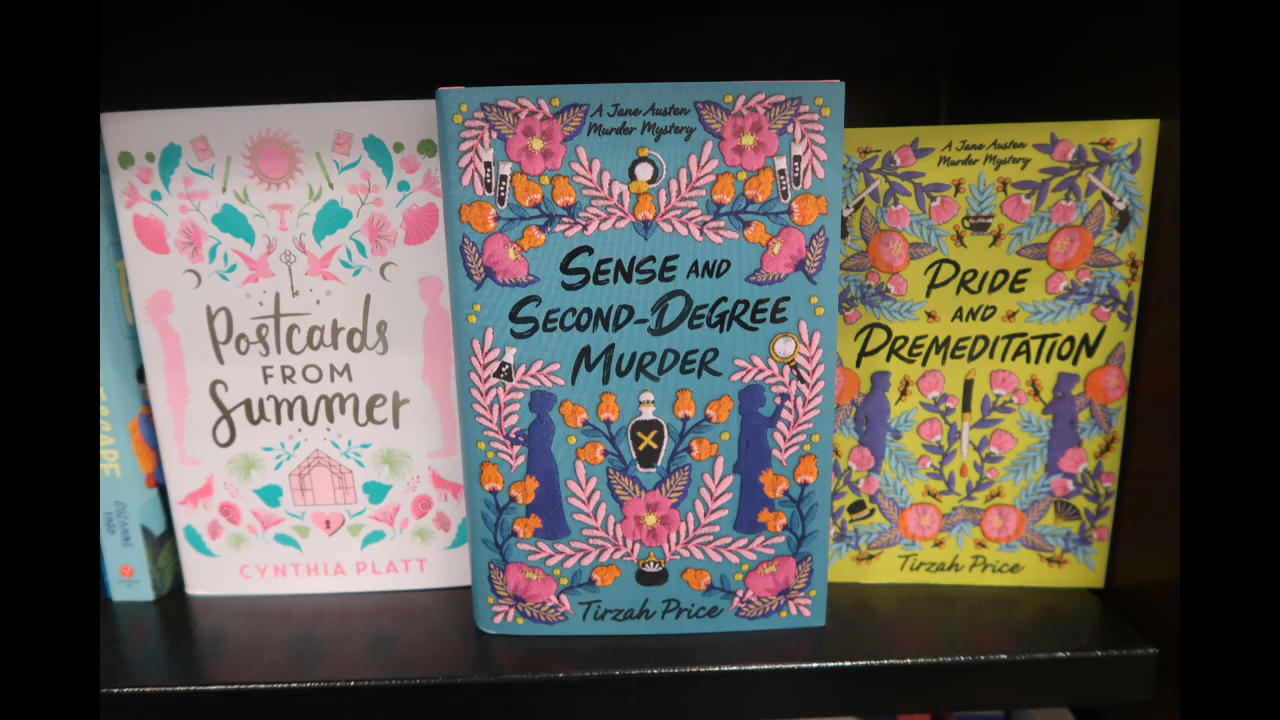 Postcards
FROM
Summer
CYNTHIA PLATT
A Jane Austen
Murder Mystery
SENSE AND
SECOND-DEGREE
MURDER
Tirzah Price
A Jane Austen
Murder Mystery
PRIDE
AND
PREMEDITATION
Tirzah Price